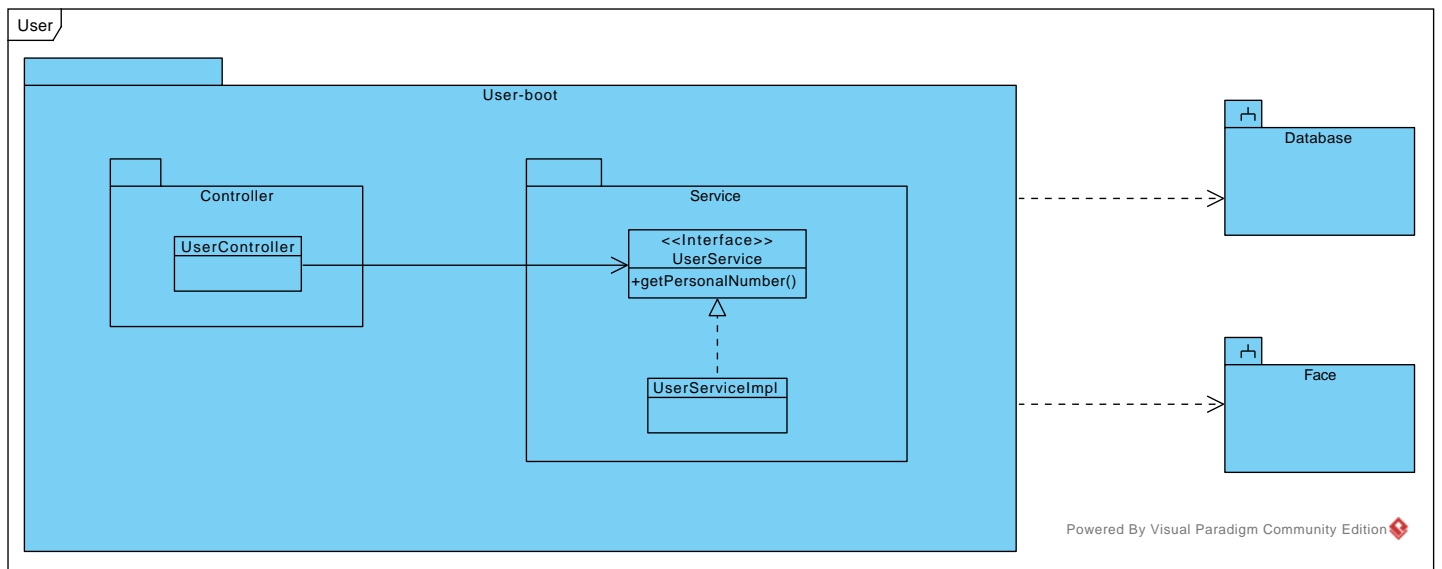 User
User-boot
Controller
UserController
Service
<<Interface>>
UserService
+getPersonalNumber()
UserServiceImpl
Database
Face
Powered By Visual Paradigm Community Edition